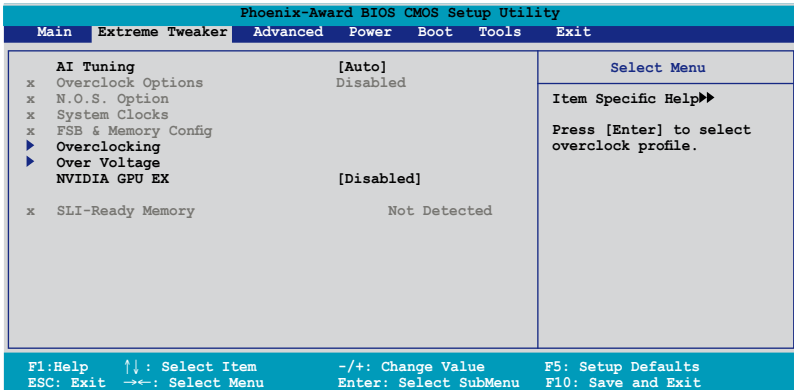 Phoenix-Award BIOS CMOS Setup Utility
Main Extreme Tweaker Advanced Power Boot Tools Exit
AI Tuning [Auto]
x Overclock Options Disabled
x N.O.S. Option
x System Clocks
x FSB & Memory Config
Overclocking
Over Voltage
NVIDIA GPU EX [Disabled]
x SLI-Ready Memory Not Detected
Select Menu
Item Specific Help
Press [Enter] to select
overclock profile.
F1:Help ↑↓: Select Item -/+: Change Value F5: Setup Defaults
ESC: Exit →←: Select Menu Enter: Select SubMenu F10: Save and Exit